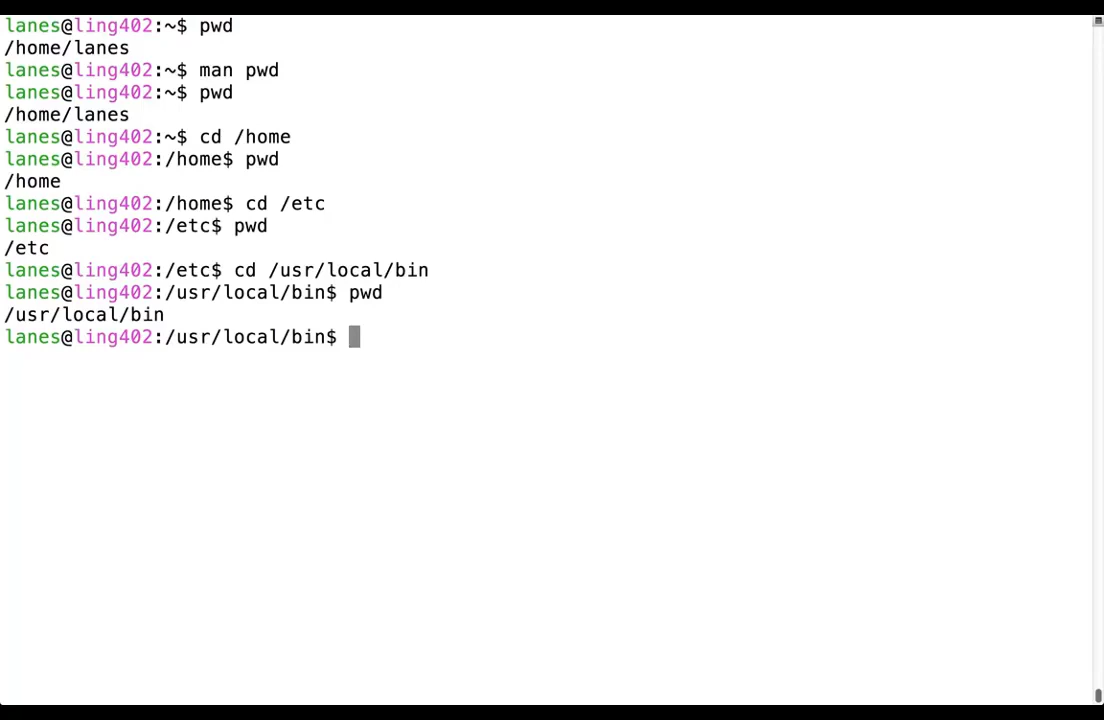 lanes@ling402:~$ pwd
/home/lanes
lanes@ling402:~$ man pwd
lanes@ling402:~$ pwd
/home/lanes
lanes@ling402:~$ cd /home
lanes@ling402:/home$ pwd
/home
lanes@ling402:/home$ cd /etc
lanes@ling402:/etc$ pwd
/etc
lanes@ling402:/etc$ cd /usr/local/bin
lanes@ling402:/usr/local/bin$ pwd
/usr/local/bin
lanes@ling402:/usr/local/bin$